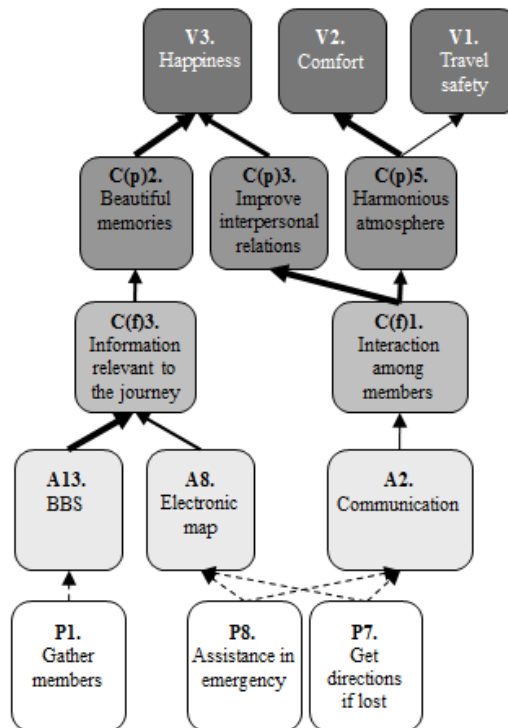 V3.
Happiness
V2.
Comfort
V1.
Travel
safety
C(p)2.
Beautiful
memories
C(p)3.
Improve
interpersonal
relations
C(p)5.
Harmonious
atmosphere
C(f)3.
Information
relevant to
the journey
C(f)1.
Interaction
among
members
A13.
BBS
A8.
Electronic
map
A2.
Communication
P1.
Gather
members
P8.
Assistance in
emergency
P7.
Get
directions
if lost